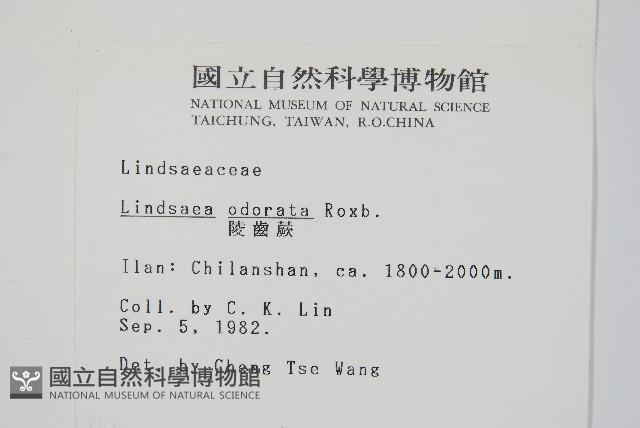 國立自然科學博物館
NATIONAL MUSEUM OF NATURAL SCIENCE
TAICHUNG, TAIWAN, R.O.CHINA
Lindsaeaceae
Lindsaea odorata Roxb.
陵齒蕨
Ilan: Chilanshan, ca. 1800-2000m.
Coll. by C. K. Lin
Sep. 5, 1982.
Det. by Cheng Tse Wang
國立自然科學博物館
NATIONAL MUSEUM OF NATURAL SCIENCE